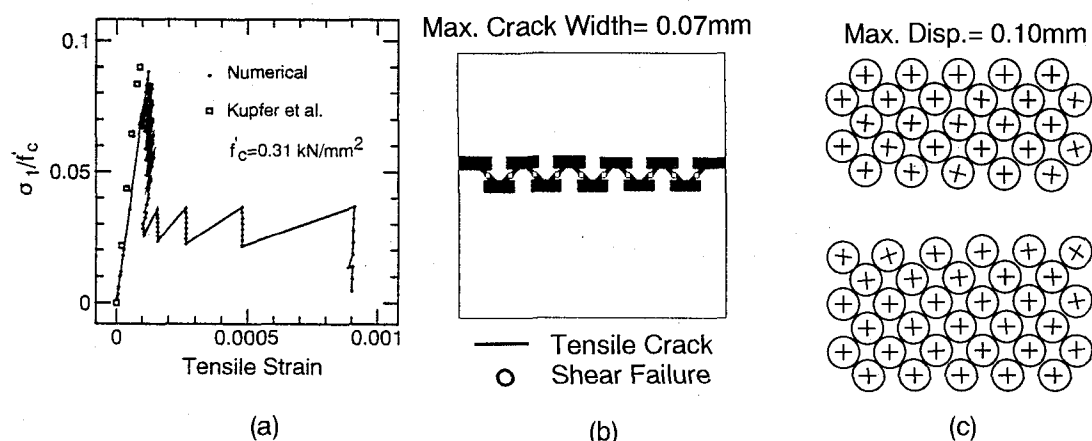 0.1
0.05
0
σ1/f'c
Numerical
Kupfer et al.
f'c=0.31 kN/mm2
0 0.0005 0.001
Tensile Strain
(a)
Max. Crack Width= 0.07mm
Tensile Crack
Shear Failure
(b)
Max. Disp.= 0.10mm
(c)